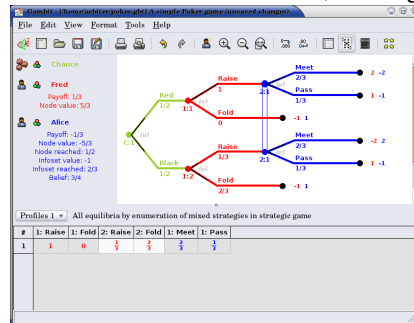 Gambit - [/home/arbiter/poker.gbt] A simple Poker game (unsaved changes)
File Edit View Format Tools Help
Chance
Fred
Payoff: 1/3
Node value: 5/3
Alice
Payoff: -1/3
Node value: -5/3
Node reached: 1/2
Infoset value: -1
Infoset reached: 2/3
Belief: 3/4
C:1
(u)
Red
1/2
Black
1/2
1:1
(u)
Raise
1
Fold
0
1:2
(u)
Raise
1/3
Fold
2/3
2:1
(u)
Meet
2/3
Pass
1/3
2 -2
1 -1
-1 1
2:1
(u)
Meet
2/3
Pass
1/3
-2 2
1 -1
-1 1
Profiles 1 All equilibria by enumeration of mixed strategies in strategic game
# 1: Raise 1: Fold 2: Raise 2: Fold 1: Meet 1: Pass
1 1 0 1/3 2/3 2/3 1/3